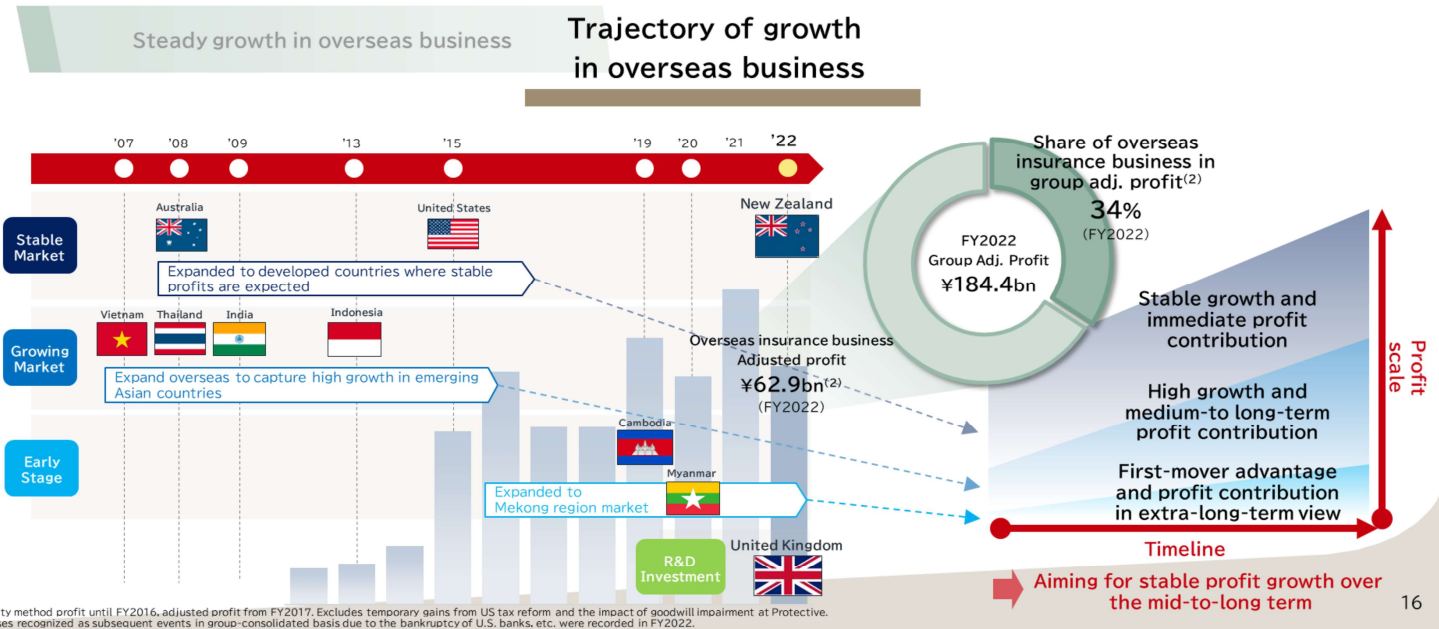 Steady growth in overseas business
Trajectory of growth
in overseas business
'07
'08
'09
'13
'15
'19
'20
'21
'22
Stable
Market
Australia
United States
New Zealand
Expanded to developed countries where stable
profits are expected
Growing
Market
Vietnam
Thailand
India
Indonesia
Expand overseas to capture high growth in emerging
Asian countries
Early
Stage
Cambodia
Myanmar
Expanded to
Mekong region market
R&D
Investment
United Kingdom
Overseas insurance business
Adjusted profit
¥62.9bn(2)
(FY2022)
FY2022
Group Adj. Profit
¥184.4bn
Share of overseas
insurance business in
group adj. profit(2)
34%
(FY2022)
Stable growth and
immediate profit
contribution
High growth and
medium-to long-term
profit contribution
First-mover advantage
and profit contribution
in extra-long-term view
Profit
scale
Timeline
Aiming for stable profit growth over
the mid-to-long term
ty method profit until FY2016, adjusted profit from FY2017. Excludes temporary gains from US tax reform and the impact of goodwill impairment at Protective.
ses recognized as subsequent events in group-consolidated basis due to the bankruptcy of U.S. banks, etc. were recorded in FY2022.
16